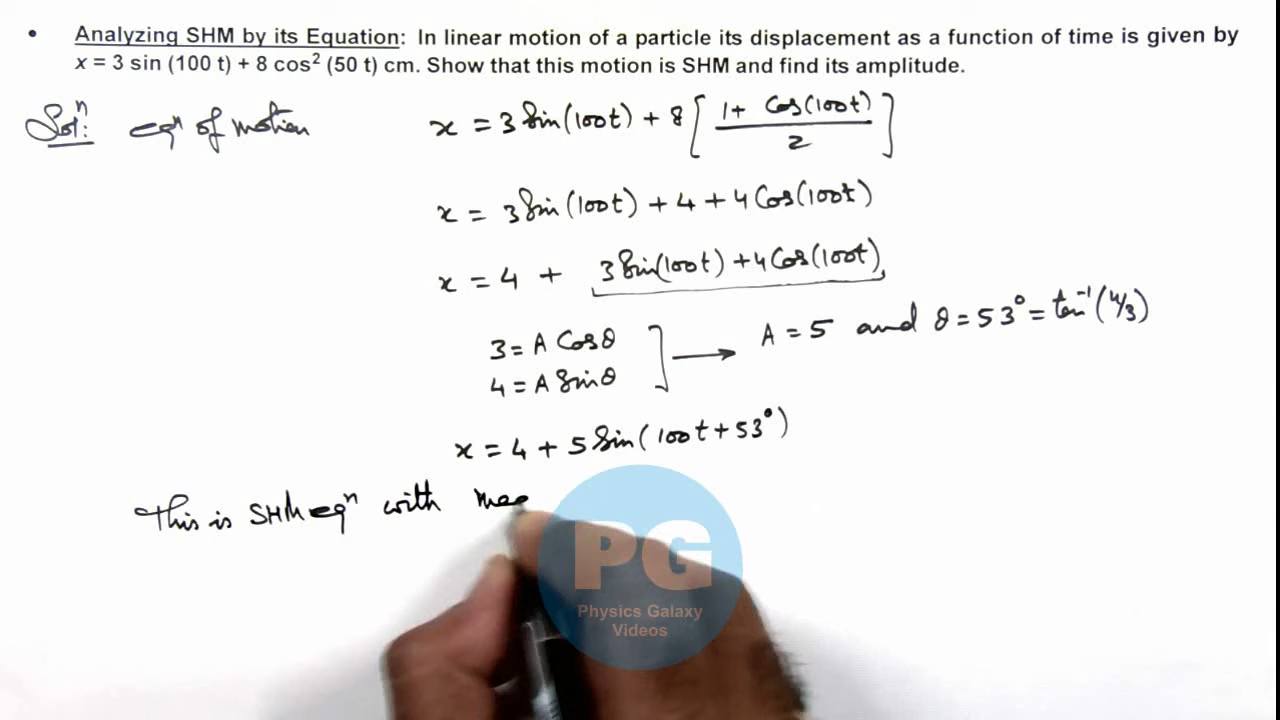 • Analyzing SHM by its Equation: In linear motion of a particle its displacement as a function of time is given by
x = 3 sin (100 t) + 8 cos² (50 t) cm. Show that this motion is SHM and find its amplitude.
Solⁿ: eqⁿ of motion x = 3 Sin(100t) + 8 [ (1 + Cos(100t)) / 2 ]
x = 3 Sin(100t) + 4 + 4 Cos(100t)
x = 4 + 3 Sin(100t) + 4 Cos(100t)
3 = A Cosθ
4 = A Sinθ
→ A = 5 and θ = 53° = tan⁻¹(4/3)
x = 4 + 5 Sin(100t + 53°)
This is SHM eqⁿ with mea
PG
Physics Galaxy
Videos